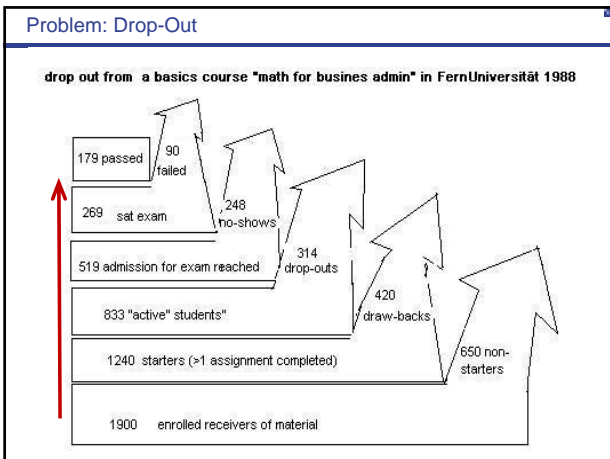 Problem: Drop-Out
drop out from a basics course "math for busines admin" in FernUniversität 1988
179 passed
90
failed
269 sat exam
248
no-shows
519 admission for exam reached
314
drop-outs
833 "active" students"
420
draw-backs
1240 starters (>1 assignment completed)
650 non-
starters
1900 enrolled receivers of material